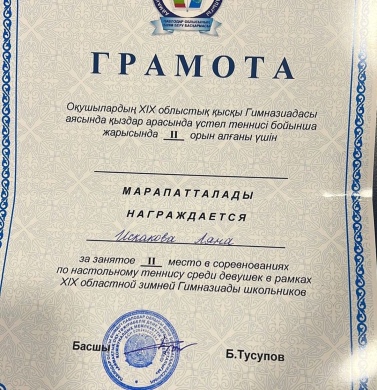 ГРАМОТА
Оқушылардың XIX облыстық қысқы Гимназиадасы
аясында қыздар арасында үстел теннисі бойынша
жарысында II орын алғаны үшін
МАРАПАТТАЛАДЫ
НАГРАЖДАЕТСЯ
Искакова Лана
за занятое II место в соревнованиях
по настольному теннису среди девушек в рамках
XIX областной зимней Гимназиады школьников
Басшы
Б.Тусупов